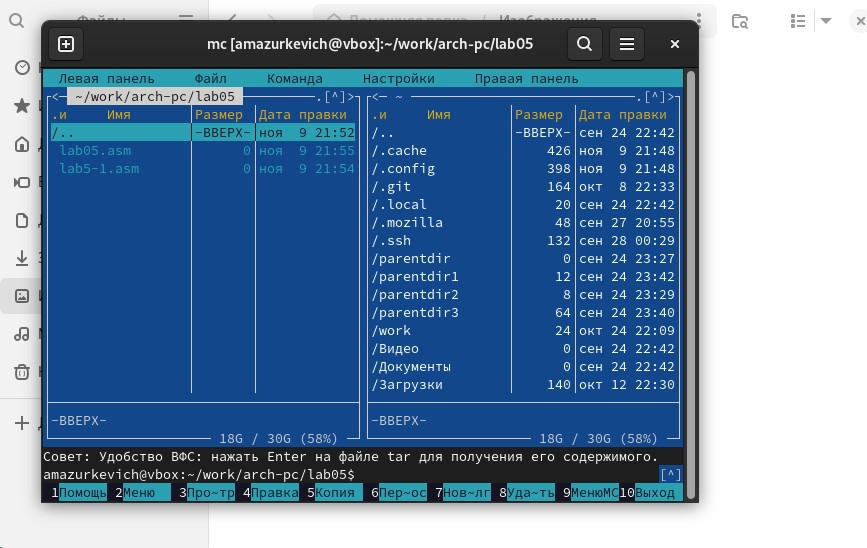 Файлы
Домашняя папка / Изображения
mc [amazurkevich@vbox]:~/work/arch-pc/lab05
Левая панель Файл Команда Настройки Правая панель
<─ ~/work/arch-pc/lab05 ─.[^]>
.и Имя Размер Дата правки
/.. -ВВЕРХ- ноя 9 21:52
lab05.asm 0 ноя 9 21:55
lab5-1.asm 0 ноя 9 21:54
-ВВЕРХ-
18G / 30G (58%)
<─ ~ ─.[^]>
.и Имя Размер Дата правки
/.. -ВВЕРХ- сен 24 22:42
/.cache 426 ноя 9 21:48
/.config 398 ноя 9 21:48
/.git 164 окт 8 22:33
/.local 20 сен 24 22:42
/.mozilla 48 сен 27 20:55
/.ssh 132 сен 28 00:29
/parentdir 0 сен 24 23:27
/parentdir1 12 сен 24 23:42
/parentdir2 8 сен 24 23:29
/parentdir3 64 сен 24 23:40
/work 24 окт 22 22:09
/Видео 0 сен 24 22:42
/Документы 0 сен 24 22:42
/Загрузки 140 окт 12 22:30
-ВВЕРХ-
18G / 30G (58%)
Совет: Удобство ВФС: нажать Enter на файле tar для получения его содержимого.
amazurkevich@vbox:~/work/arch-pc/lab05$ [^]
1Помощь 2Меню 3Про~тр 4Правка 5Копия 6Пер~ос 7Нов~лг 8Уда~ть 9МенюMC 10Выход